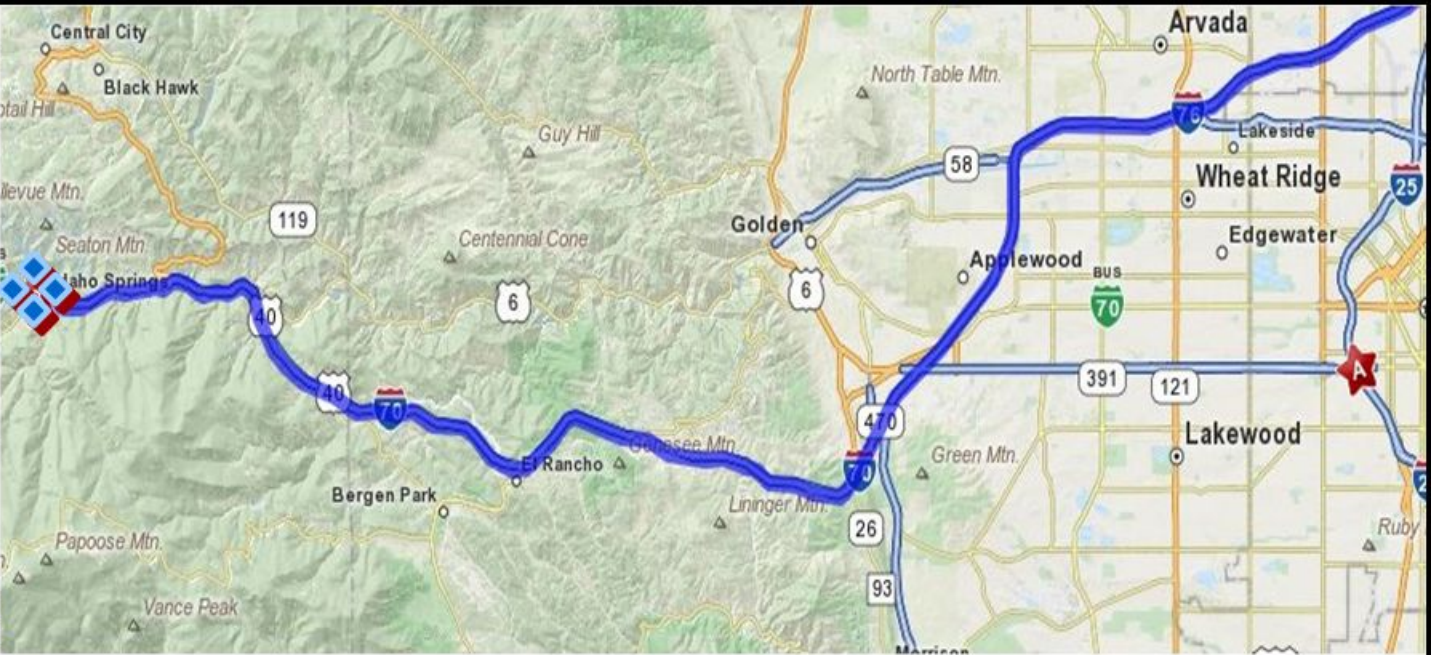 Central City
Black Hawk
Guy Hill
North Table Mtn.
Arvada
76
Lakeside
Wheat Ridge
25
58
119
Seaton Mtn.
Centennial Cone
Golden
Applewood
Edgewater
BUS
70
6
6
40
40
70
391
121
A
470
Lakewood
El Rancho
Genesee Mtn.
70
Green Mtn.
Bergen Park
Lininger Mtn.
26
Papoose Mtn.
93
Ruby
Vance Peak